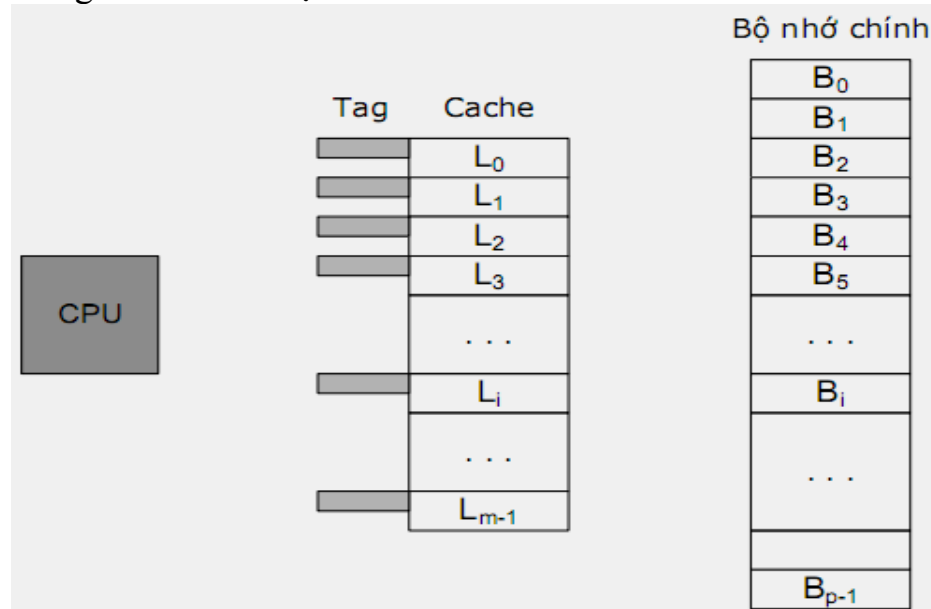 Bộ nhớ chính
Tag Cache
L₀
L₁
L₂
L₃
. . .
Lᵢ
. . .
Lₘ₋₁
CPU
B₀
B₁
B₂
B₃
B₄
B₅
. . .
Bᵢ
. . .
Bₚ₋₁